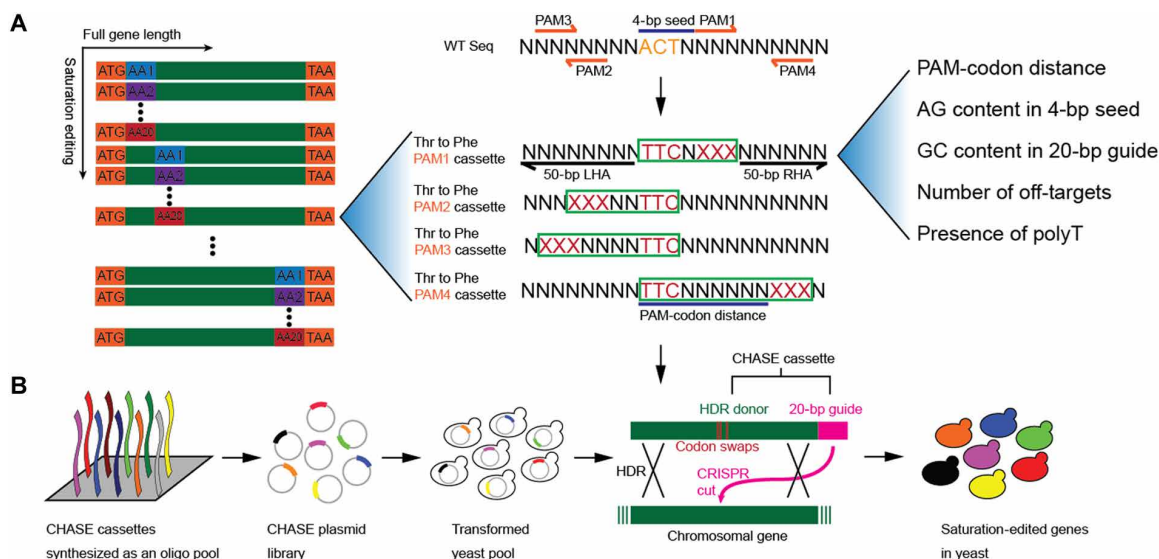 A
Full gene length
Saturation editing
ATG AA1 TAA
ATG AA2 TAA
ATG AA20 TAA
ATG AA1 TAA
ATG AA2 TAA
ATG AA20 TAA
ATG AA1 TAA
ATG AA2 TAA
ATG AA20 TAA
PAM3 4-bp seed PAM1
WT Seq NNNNNNNNACTNNNNNNNNNN
PAM2 PAM4
Thr to Phe
PAM1 cassette
NNNNNNNNTTCNXXXNNNNNN
50-bp LHA 50-bp RHA
Thr to Phe
PAM2 cassette
NNNXXXNNTTCNNNNNNNNNN
Thr to Phe
PAM3 cassette
NXXXNNNNTTCNNNNNNNNNN
Thr to Phe
PAM4 cassette
NNNNNNNNTTCNNNNNNXXXN
PAM-codon distance
PAM-codon distance
AG content in 4-bp seed
GC content in 20-bp guide
Number of off-targets
Presence of polyT
B
CHASE cassettes
synthesized as an oligo pool
CHASE plasmid
library
Transformed
yeast pool
CHASE cassette
HDR donor 20-bp guide
Codon swaps
HDR
CRISPR
cut
Chromosomal gene
Saturation-edited genes
in yeast